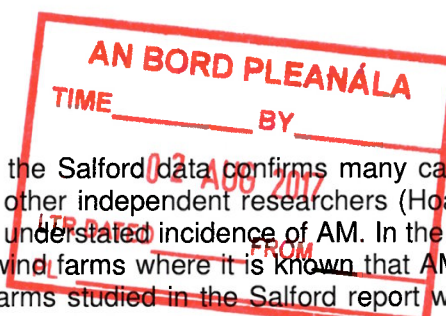 AN BORD PLEANÁLA
TIME BY
02 AUG 2017
LTR DATED FROM
PL
the Salford data confirms many ca
other independent researchers (Hoa
understated incidence of AM. In the
wind farms where it is known that AM
arms studied in the Salford report w